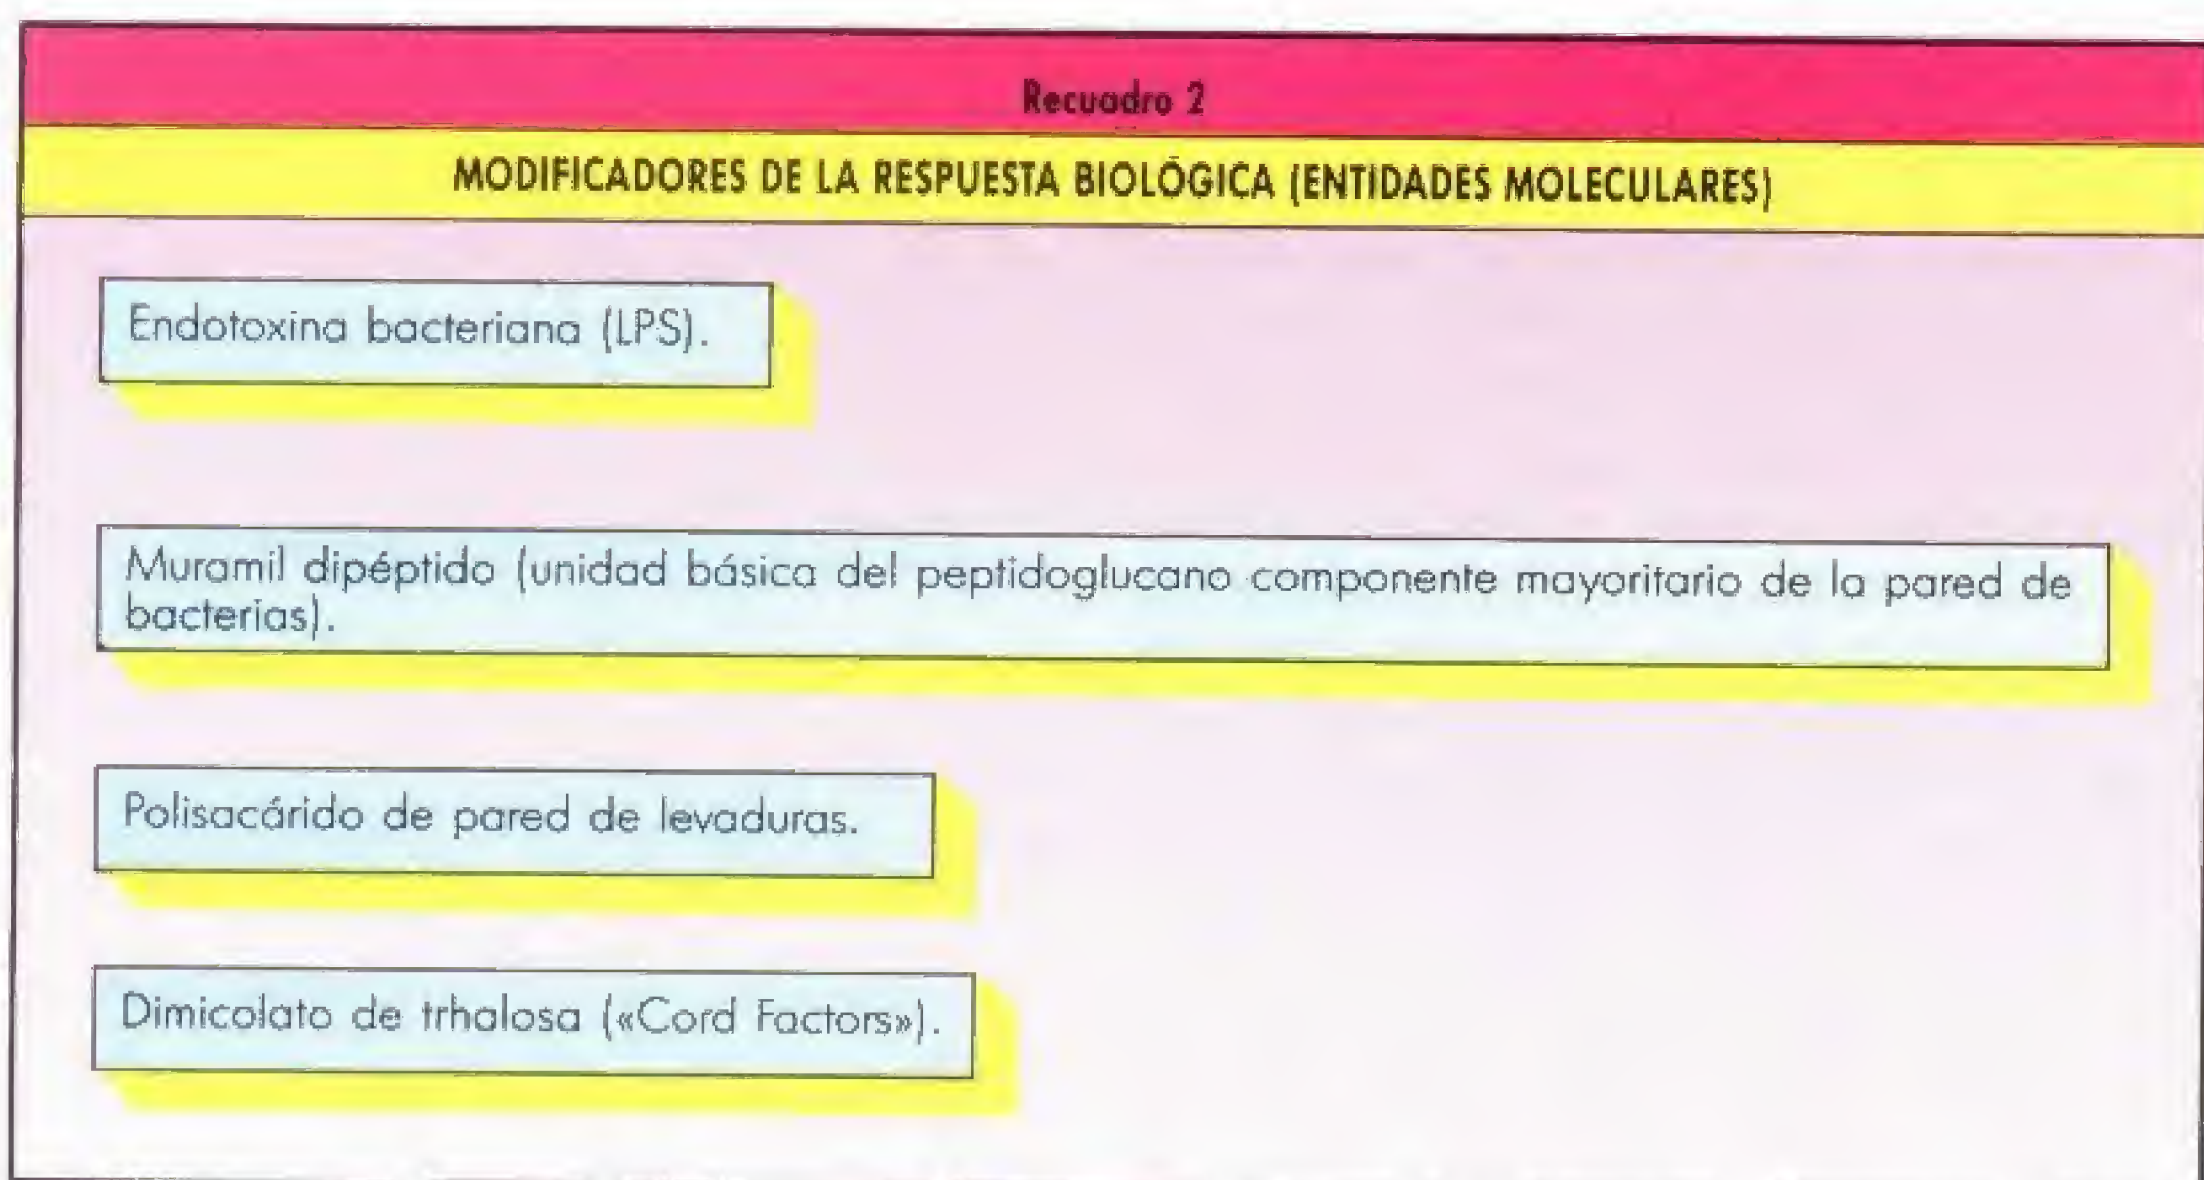 Recuadro 2
MODIFICADORES DE LA RESPUESTA BIOLÓGICA (ENTIDADES MOLECULARES)
Endotoxina bacteriana (LPS).
Muramil dipéptido (unidad básica del peptidoglucano componente mayoritario de la pared de
bacterias).
Polisacárido de pared de levaduras.
Dimicolato de trhalosa («Cord Factors»).